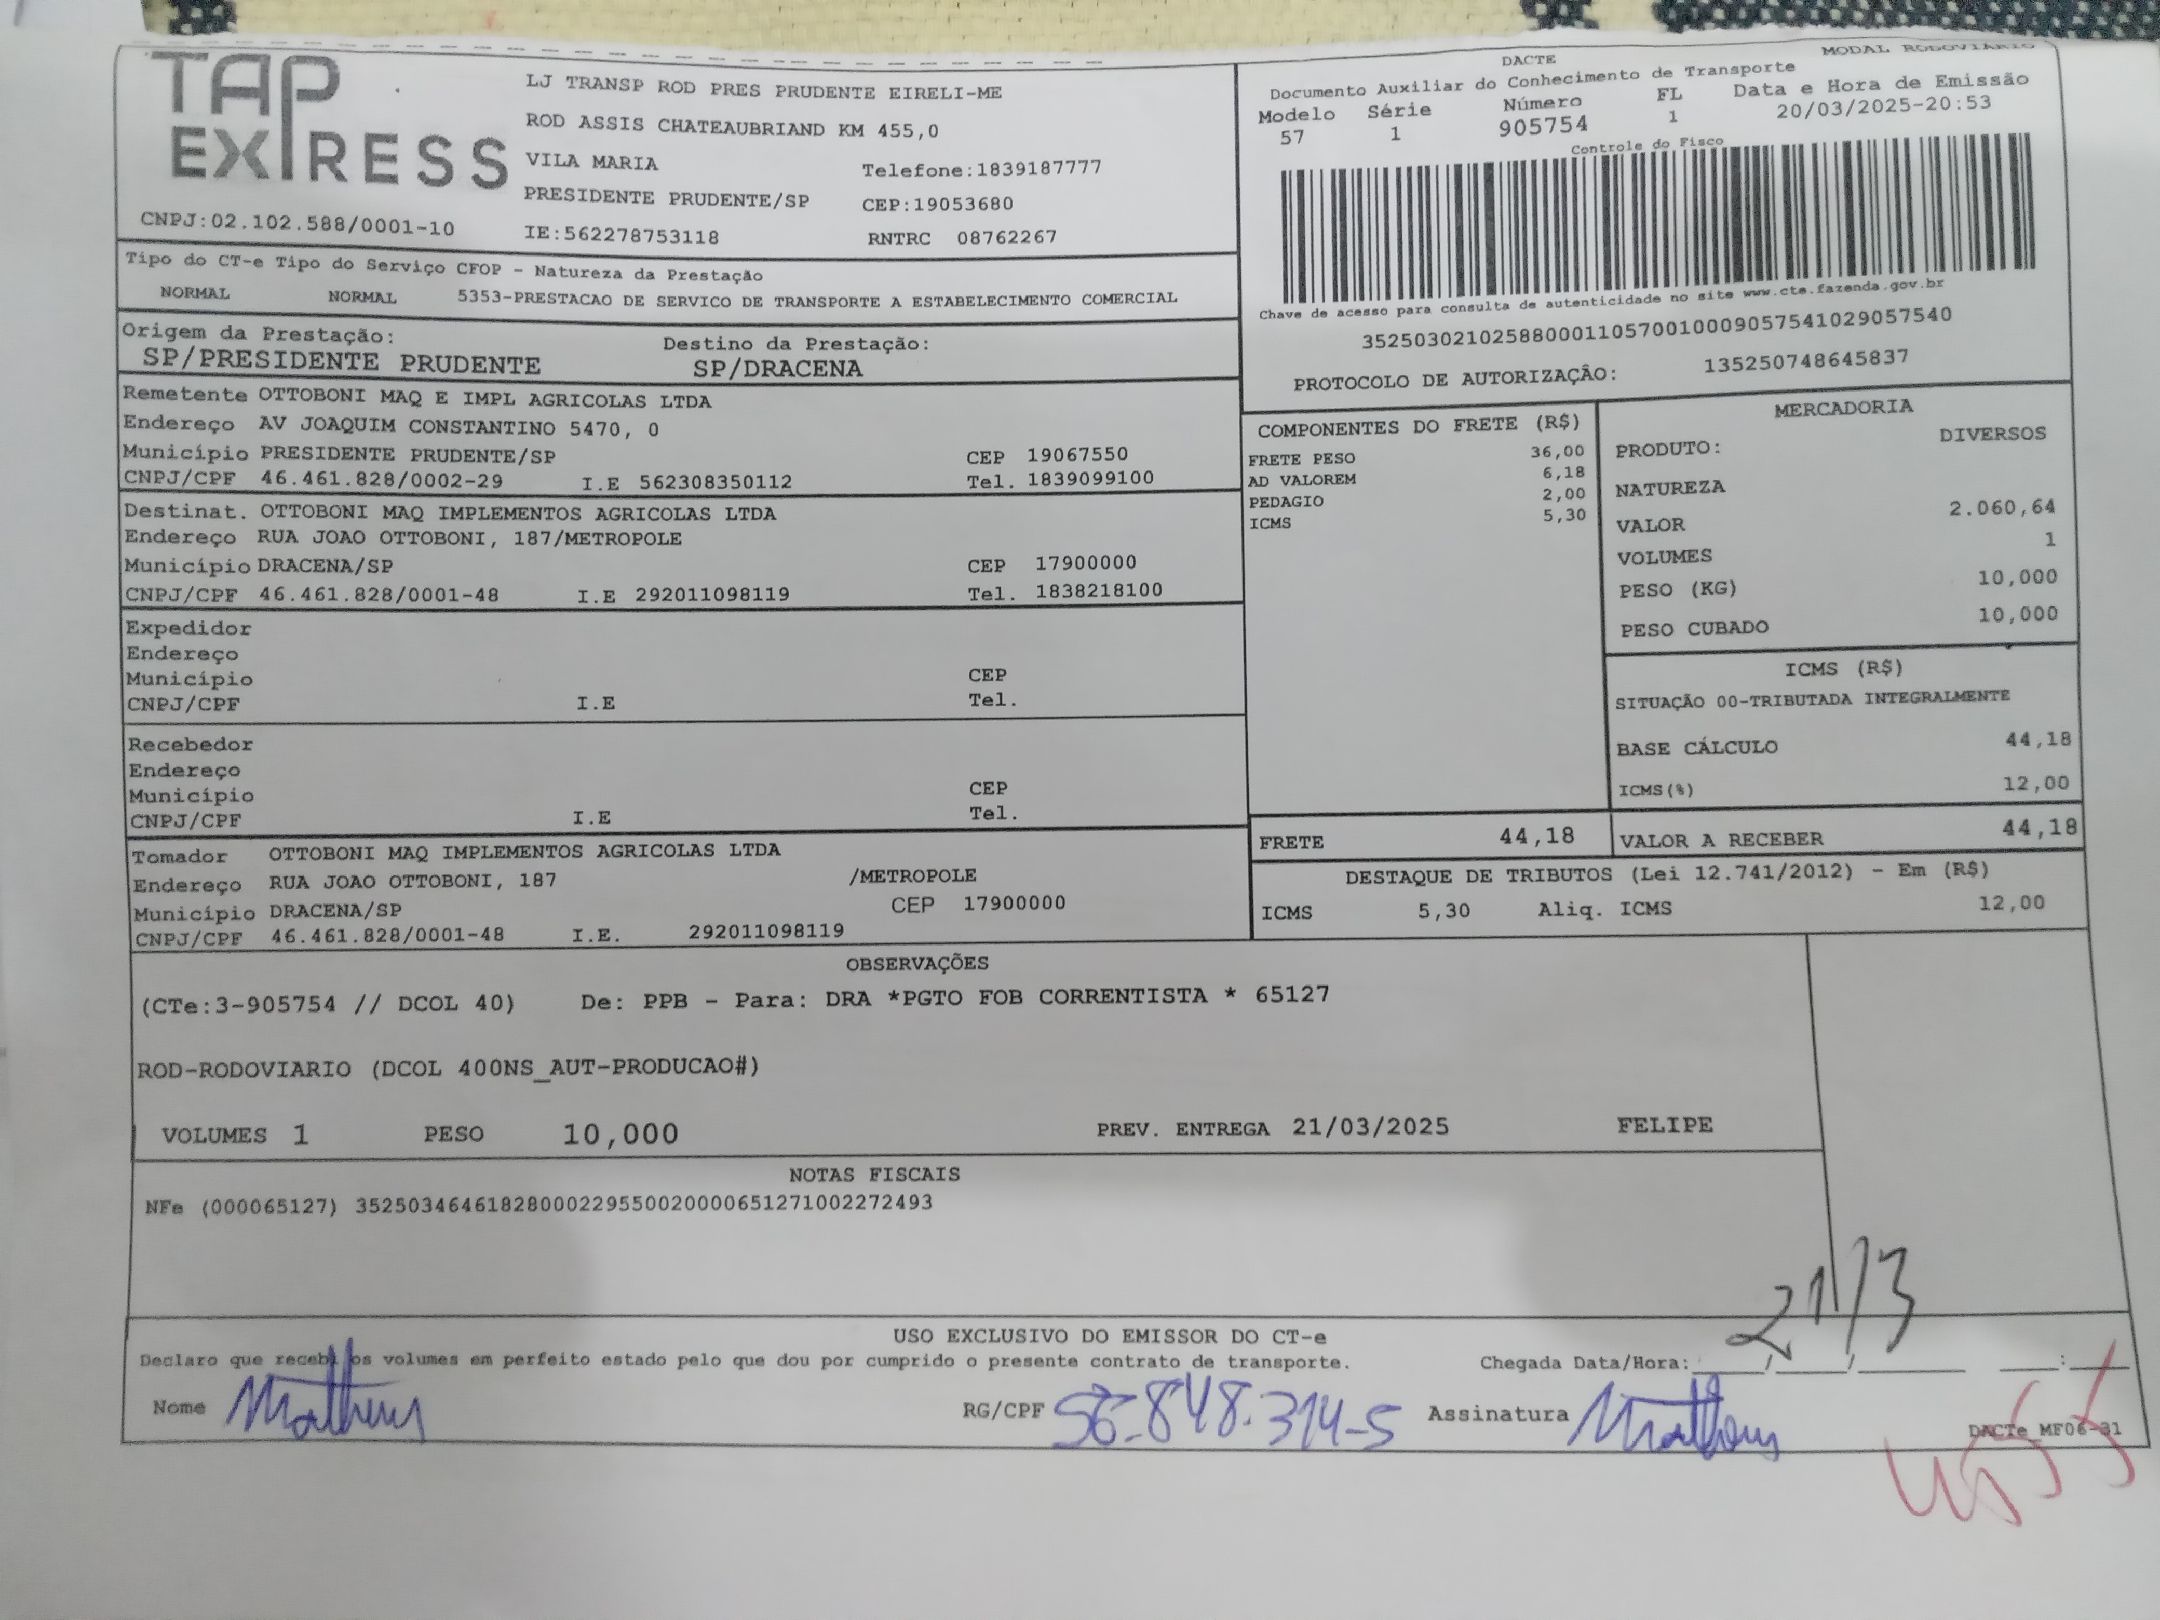 TAP
EXPRESS
CNPJ:02.102.588/0001-10
LJ TRANSP ROD PRES PRUDENTE EIRELI-ME
ROD ASSIS CHATEAUBRIAND KM 455,0
VILA MARIA Telefone:1839187777
PRESIDENTE PRUDENTE/SP CEP:19053680
IE:562278753118 RNTRC 08762267
DACTE MODAL RODOVIARIO
Documento Auxiliar do Conhecimento de Transporte
Modelo Série Número FL Data e Hora de Emissão
57 1 905754 1 20/03/2025-20:53
Controle do Fisco
Chave de acesso para consulta de autenticidade no site www.cte.fazenda.gov.br
35250302102588000110570010009057541029057540
PROTOCOLO DE AUTORIZAÇÃO: 135250748645837
Tipo do CT-e Tipo do Serviço CFOP - Natureza da Prestação
NORMAL NORMAL 5353-PRESTACAO DE SERVICO DE TRANSPORTE A ESTABELECIMENTO COMERCIAL
Origem da Prestação: Destino da Prestação:
SP/PRESIDENTE PRUDENTE SP/DRACENA
Remetente OTTOBONI MAQ E IMPL AGRICOLAS LTDA
Endereço AV JOAQUIM CONSTANTINO 5470, 0
Município PRESIDENTE PRUDENTE/SP CEP 19067550
CNPJ/CPF 46.461.828/0002-29 I.E 562308350112 Tel. 1839099100
Destinat. OTTOBONI MAQ IMPLEMENTOS AGRICOLAS LTDA
Endereço RUA JOAO OTTOBONI, 187/METROPOLE
Município DRACENA/SP CEP 17900000
CNPJ/CPF 46.461.828/0001-48 I.E 292011098119 Tel. 1838218100
Expedidor
Endereço
Município CEP
CNPJ/CPF I.E Tel.
Recebedor
Endereço
Município CEP
CNPJ/CPF I.E Tel.
Tomador OTTOBONI MAQ IMPLEMENTOS AGRICOLAS LTDA
Endereço RUA JOAO OTTOBONI, 187 /METROPOLE
Município DRACENA/SP CEP 17900000
CNPJ/CPF 46.461.828/0001-48 I.E. 292011098119
COMPONENTES DO FRETE (R$)
FRETE PESO 36,00
AD VALOREM 6,18
PEDAGIO 2,00
ICMS 5,30
MERCADORIA
PRODUTO: DIVERSOS
NATUREZA
VALOR 2.060,64
VOLUMES 1
PESO (KG) 10,000
PESO CUBADO 10,000
ICMS (R$)
SITUAÇÃO 00-TRIBUTADA INTEGRALMENTE
BASE CÁLCULO 44,18
ICMS(%) 12,00
FRETE 44,18 VALOR A RECEBER 44,18
DESTAQUE DE TRIBUTOS (Lei 12.741/2012) - Em (R$)
ICMS 5,30 Aliq. ICMS 12,00
OBSERVAÇÕES
(CTe:3-905754 // DCOL 40) De: PPB - Para: DRA *PGTO FOB CORRENTISTA * 65127
ROD-RODOVIARIO (DCOL 400NS_AUT-PRODUCAO#)
VOLUMES 1 PESO 10,000 PREV. ENTREGA 21/03/2025 FELIPE
NOTAS FISCAIS
NFe (000065127) 35250346461828000229550020000651271002272493
21/3
USO EXCLUSIVO DO EMISSOR DO CT-e
Declaro que recebi os volumes em perfeito estado pelo que dou por cumprido o presente contrato de transporte. Chegada Data/Hora: ____/____/______ ____:____
Nome Matheus RG/CPF 56.848.314-5 Assinatura Matheus
DACTe_MF06-31